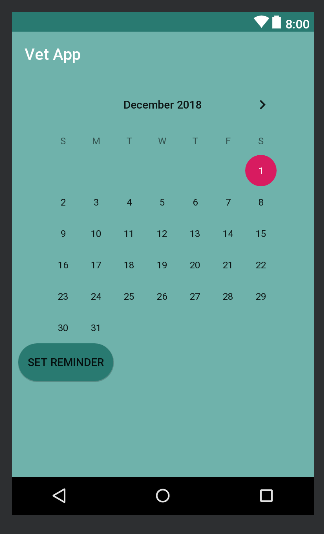 8:00
Vet App
December 2018
S M T W T F S
1
2 3 4 5 6 7 8
9 10 11 12 13 14 15
16 17 18 19 20 21 22
23 24 25 26 27 28 29
30 31
SET REMINDER